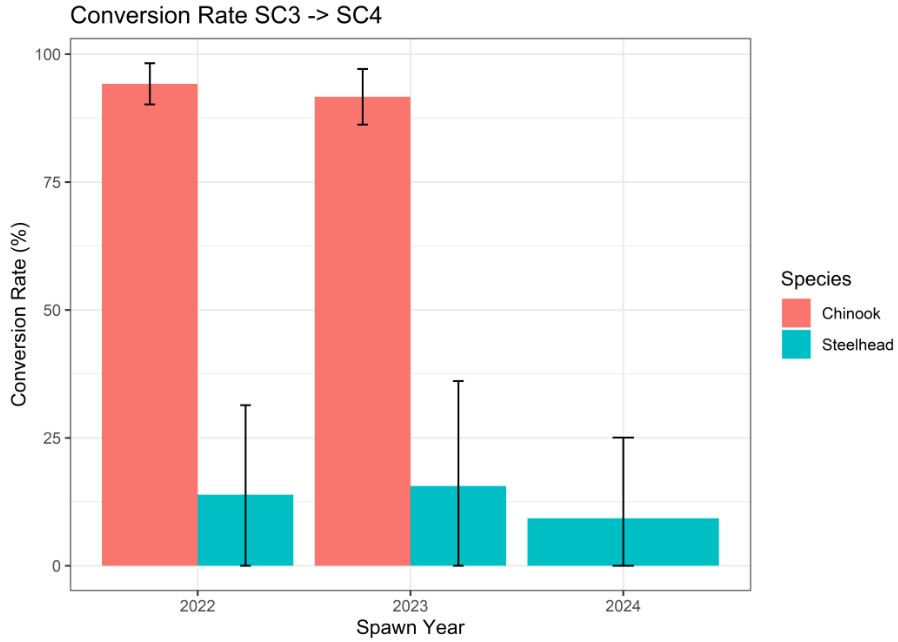 Conversion Rate SC3 -> SC4
Conversion Rate (%)
100
75
50
25
0
2022 2023 2024
Spawn Year
Species
Chinook
Steelhead